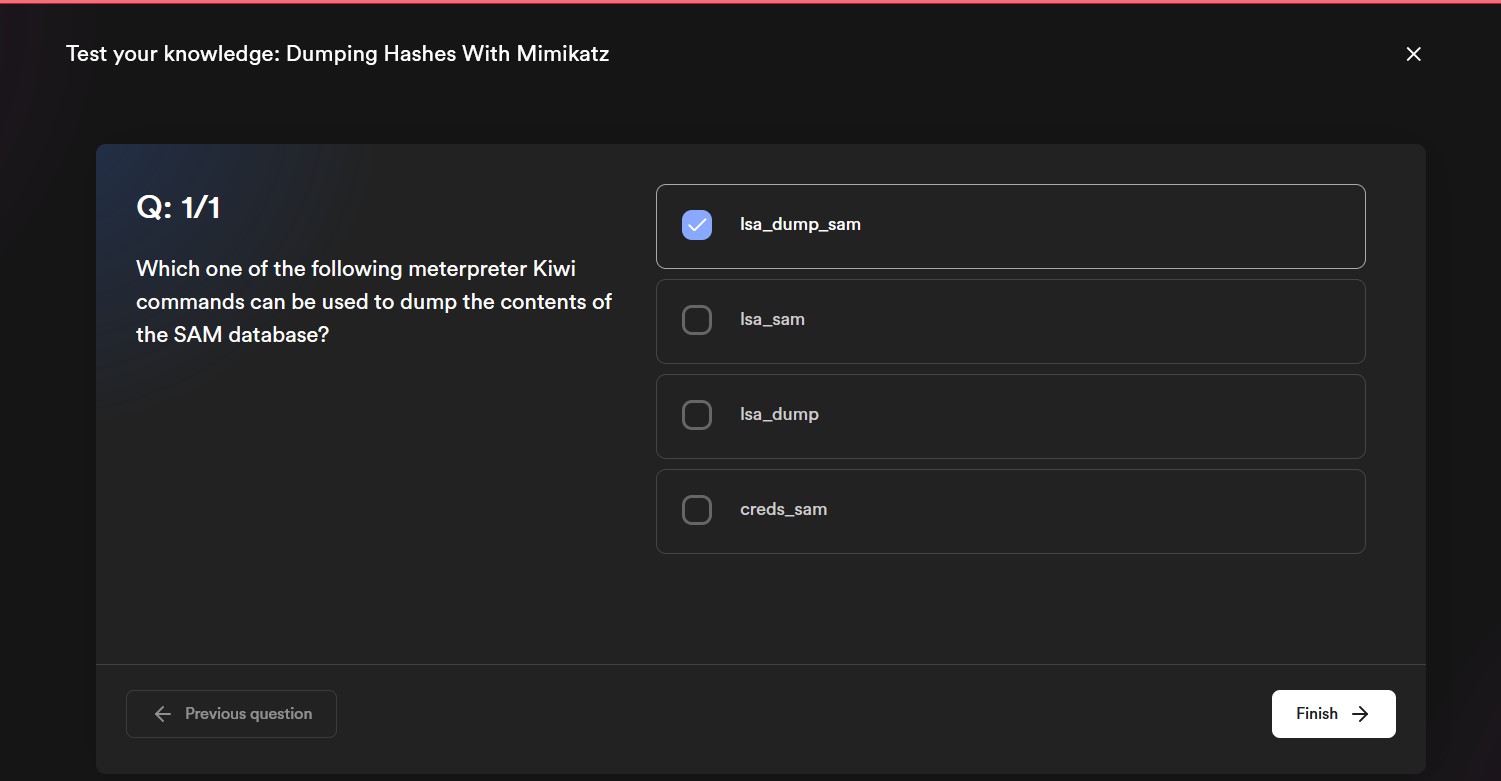 Test your knowledge: Dumping Hashes With Mimikatz
Q: 1/1
Which one of the following meterpreter Kiwi
commands can be used to dump the contents of
the SAM database?
lsa_dump_sam
lsa_sam
lsa_dump
creds_sam
Previous question
Finish